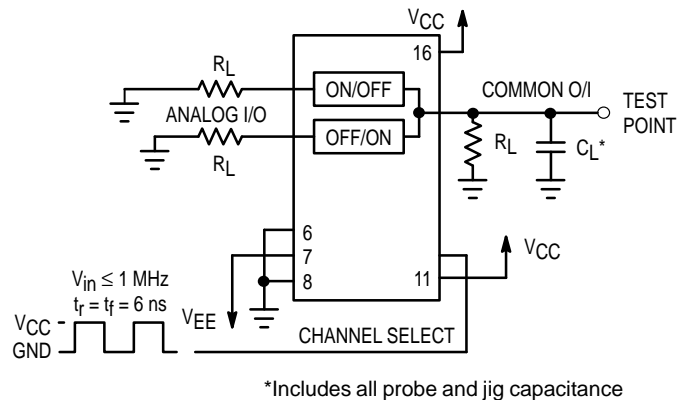 VCC
16
RL
ON/OFF
COMMON O/I
TEST
POINT
ANALOG I/O
OFF/ON
RL
RL
CL*
6
7
8
11
VCC
Vin ≤ 1 MHz
tr = tf = 6 ns
VEE
VCC
GND
CHANNEL SELECT
*Includes all probe and jig capacitance